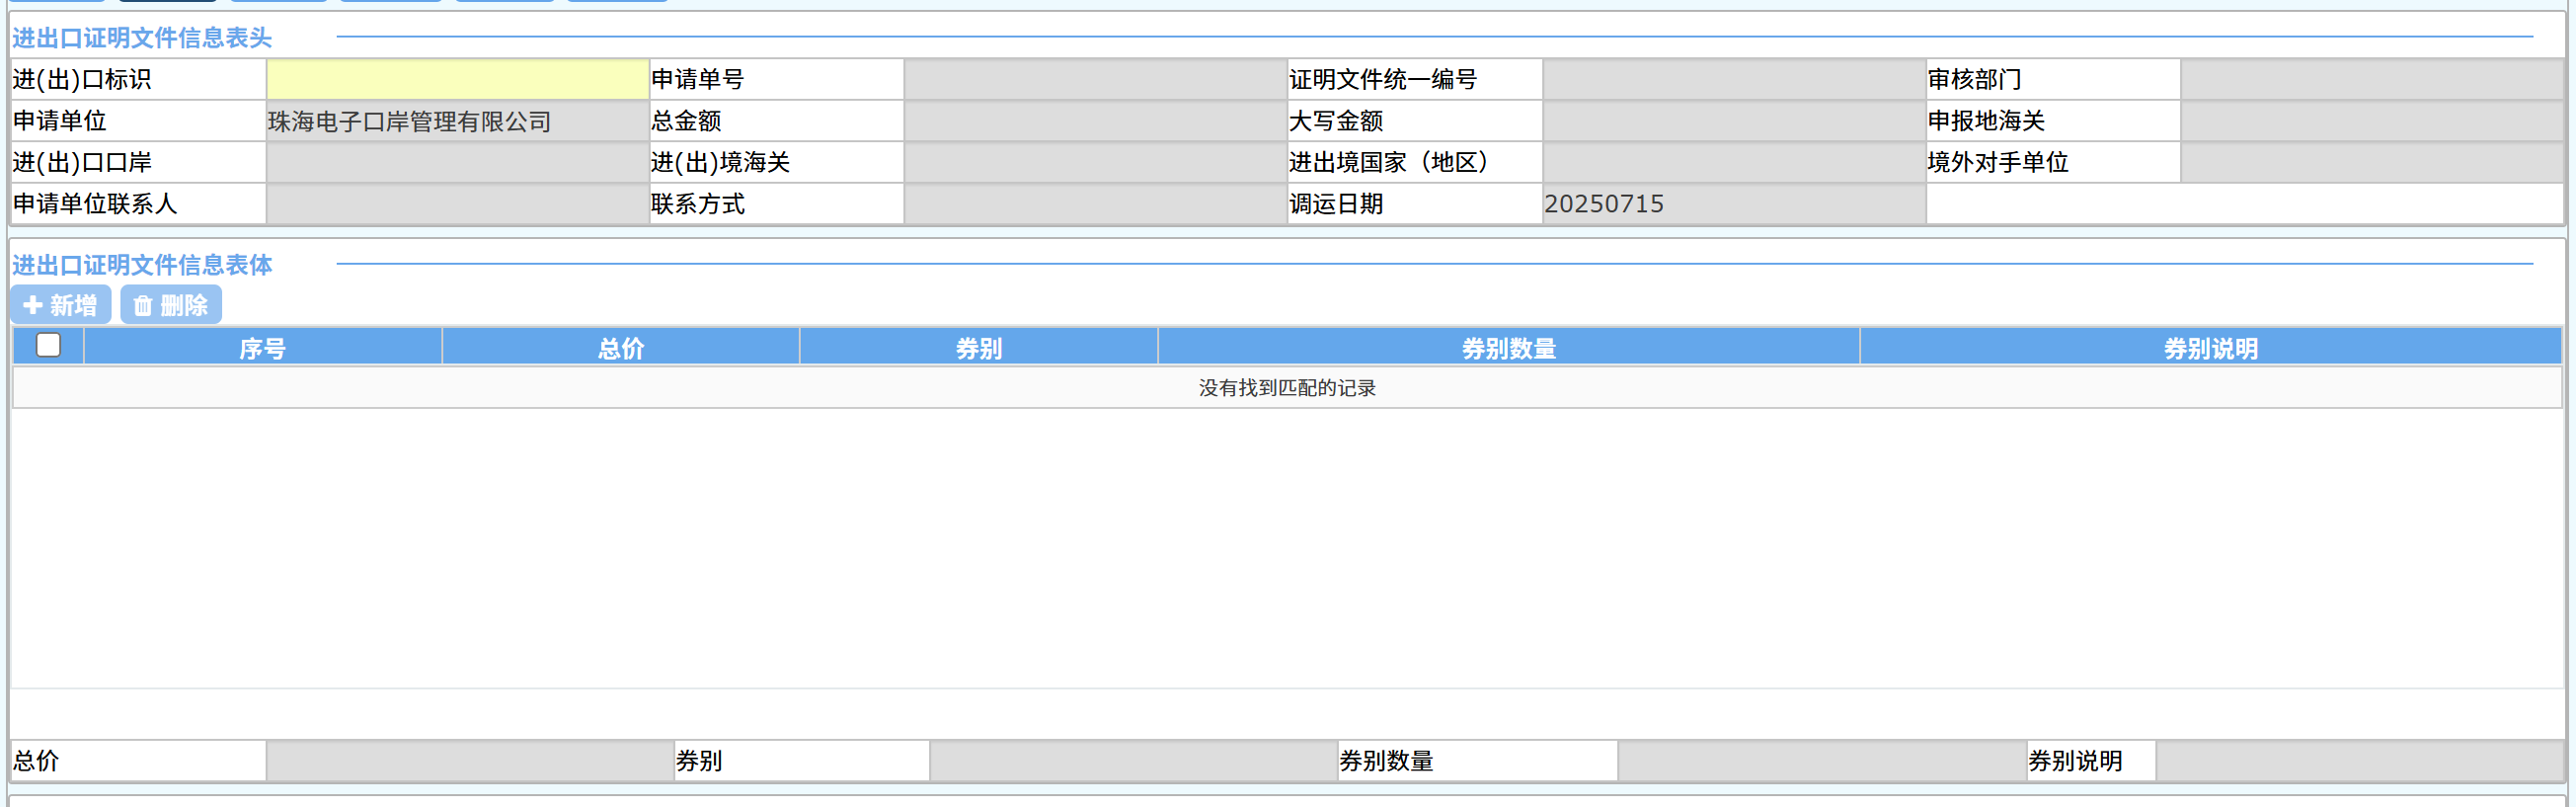 进出口证明文件信息表头
进(出)口标识 申请单号 证明文件统一编号 审核部门
申请单位 珠海电子口岸管理有限公司 总金额 大写金额 申报地海关
进(出)口口岸 进(出)境海关 进出境国家（地区） 境外对手单位
申请单位联系人 联系方式 调运日期 20250715
进出口证明文件信息表体
新增 删除
序号 总价 券别 券别数量 券别说明
没有找到匹配的记录
总价 券别 券别数量 券别说明